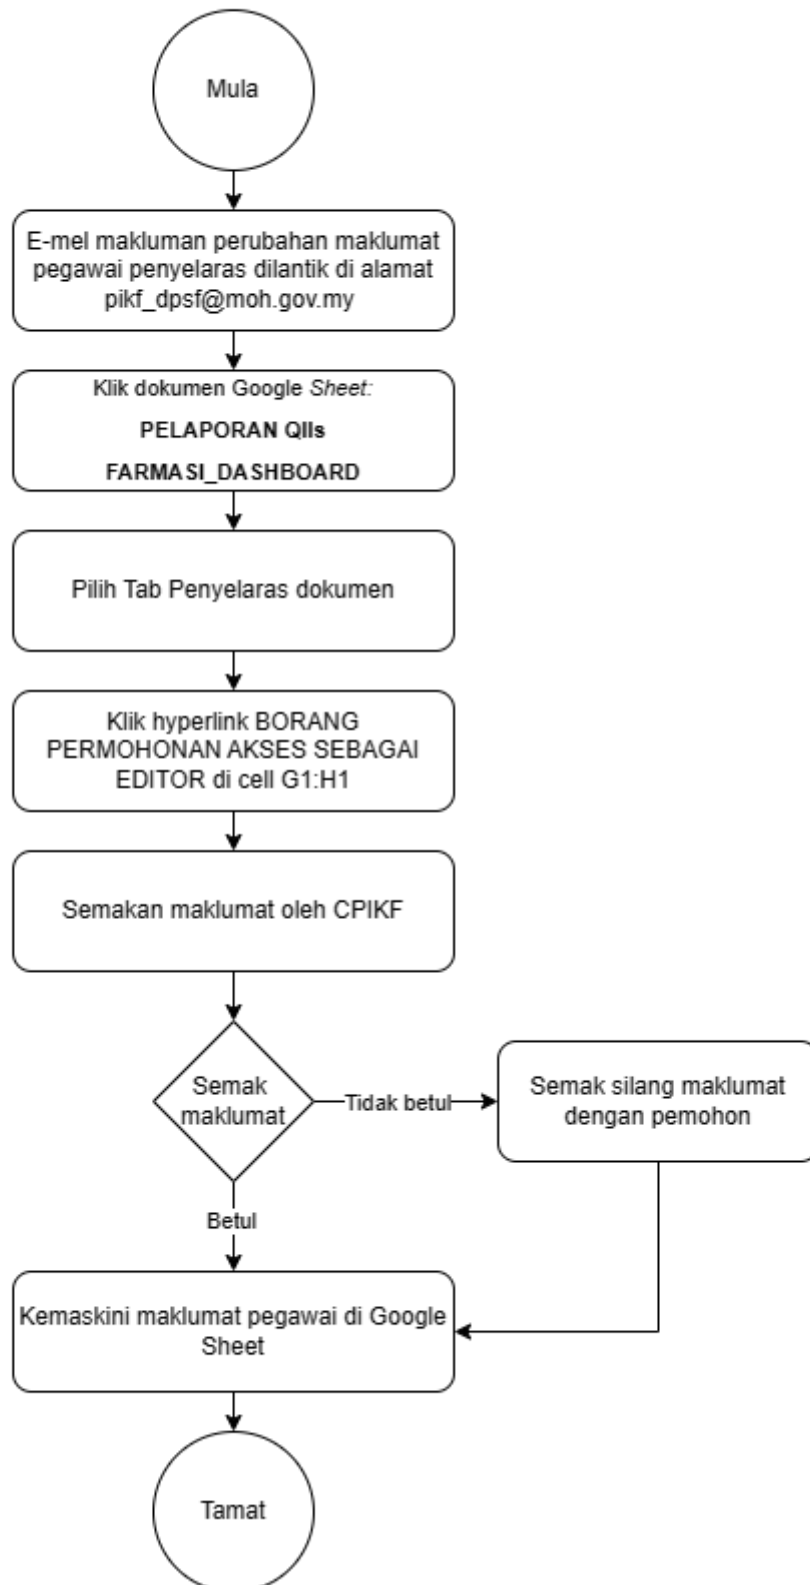 Mula
E-mel makluman perubahan maklumat
pegawai penyelaras dilantik di alamat
pikf_dpsf@moh.gov.my
Klik dokumen Google Sheet:
PELAPORAN QIIs
FARMASI_DASHBOARD
Pilih Tab Penyelaras dokumen
Klik hyperlink BORANG
PERMOHONAN AKSES SEBAGAI
EDITOR di cell G1:H1
Semakan maklumat oleh CPIKF
Semak
maklumat
Tidak betul
Semak silang maklumat
dengan pemohon
Betul
Kemaskini maklumat pegawai di Google
Sheet
Tamat